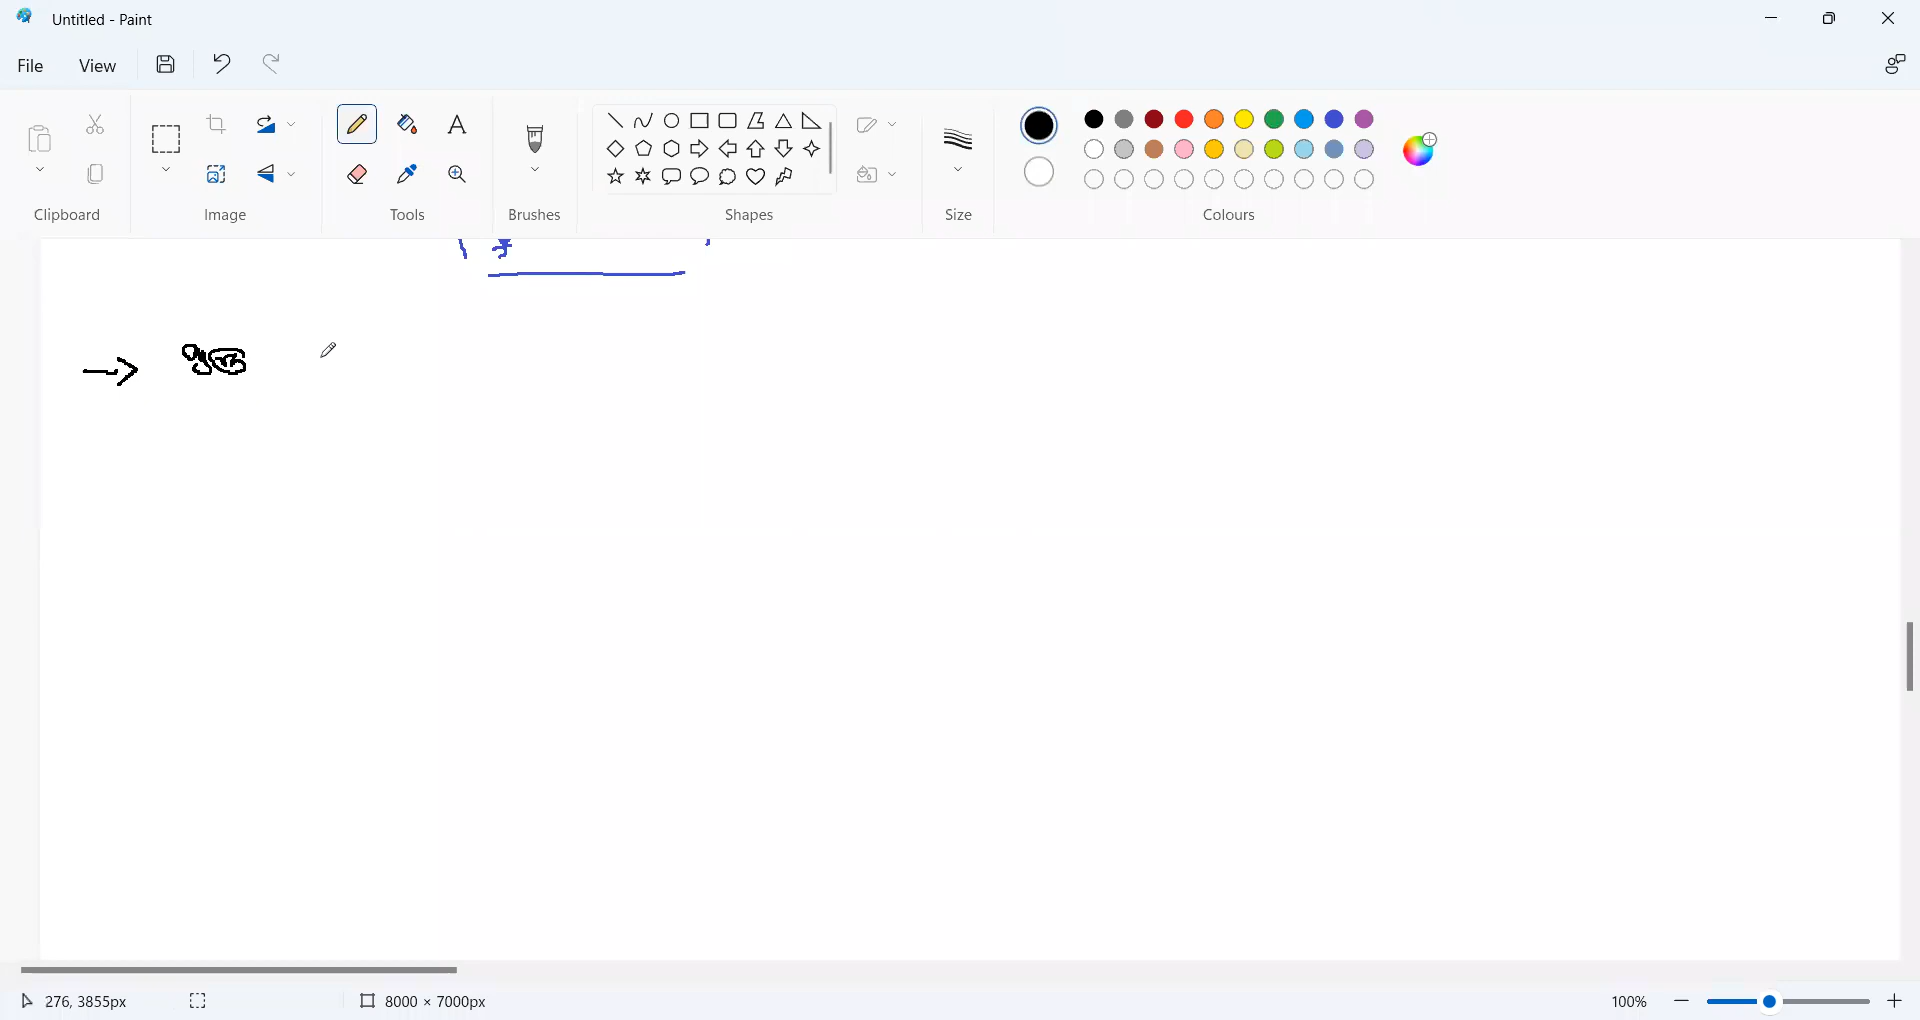 Untitled - Paint
File View
Clipboard Image Tools Brushes Shapes Size Colours
276, 3855px 8000 × 7000px 100%